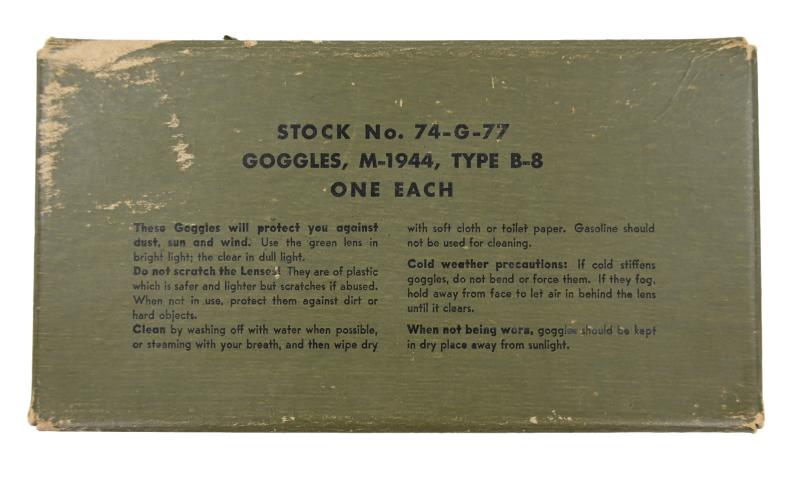 STOCK No. 74-G-77
GOGGLES, M-1944, TYPE B-8
ONE EACH
These Goggles will protect you against
dust, sun and wind. Use the green lens in
bright light; the clear in dull light.
Do not scratch the Lenses! They are of plastic
which is safer and lighter but scratches if abused.
When not in use, protect them against dirt or
hard objects.
Clean by washing off with water when possible,
or steaming with your breath, and then wipe dry
with soft cloth or toilet paper. Gasoline should
not be used for cleaning.
Cold weather precautions: If cold stiffens
goggles, do not bend or force them. If they fog,
hold away from face to let air in behind the lens
until it clears.
When not being worn, goggles should be kept
in dry place away from sunlight.